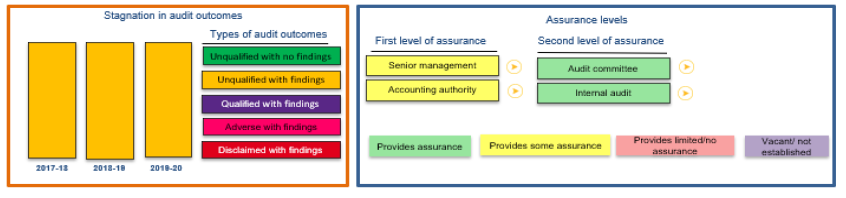 Stagnation in audit outcomes
Types of audit outcomes
Unqualified with no findings
Unqualified with findings
Qualified with findings
Adverse with findings
Disclaimed with findings
2017-18
2018-19
2019-20
Assurance levels
First level of assurance
Second level of assurance
Senior management
Audit committee
Accounting authority
Internal audit
Provides assurance
Provides some assurance
Provides limited/no
assurance
Vacant/ not
established